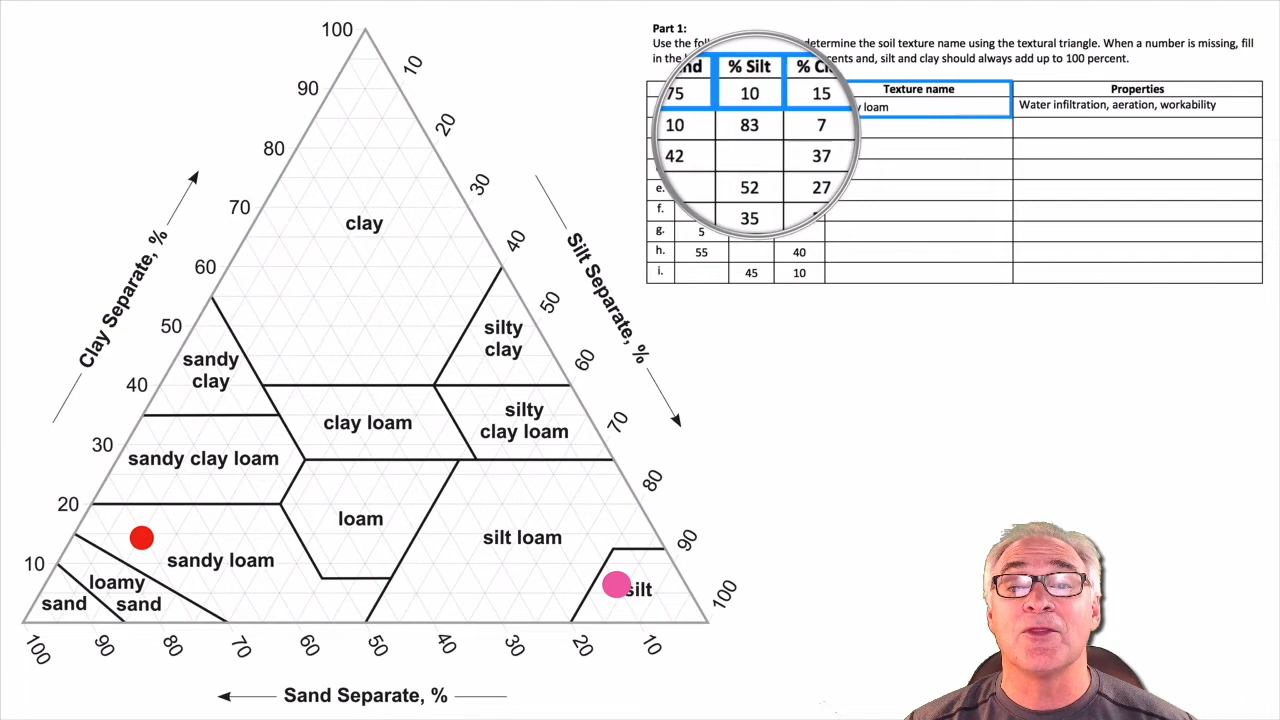 100
90
80
70
60
50
40
30
20
10
10
20
30
40
50
60
70
80
90
100
100
90
80
70
60
50
40
30
20
10
Clay Separate, %
Silt Separate, %
Sand Separate, %
clay
silty
clay
sandy
clay
clay loam
silty
clay loam
sandy clay loam
loam
silt loam
sandy loam
loamy
sand
sand
silt
Part 1:
Use the determine the soil texture name using the textural triangle. When a number is missing, fill
in the and, silt and clay should always add up to 100 percent.
% Silt Texture name Properties
75 10 15 loam Water infiltration, aeration, workability
10 83 7
42 37
e. 52 27
f. 35
g. 5
h. 55 40
i. 45 10